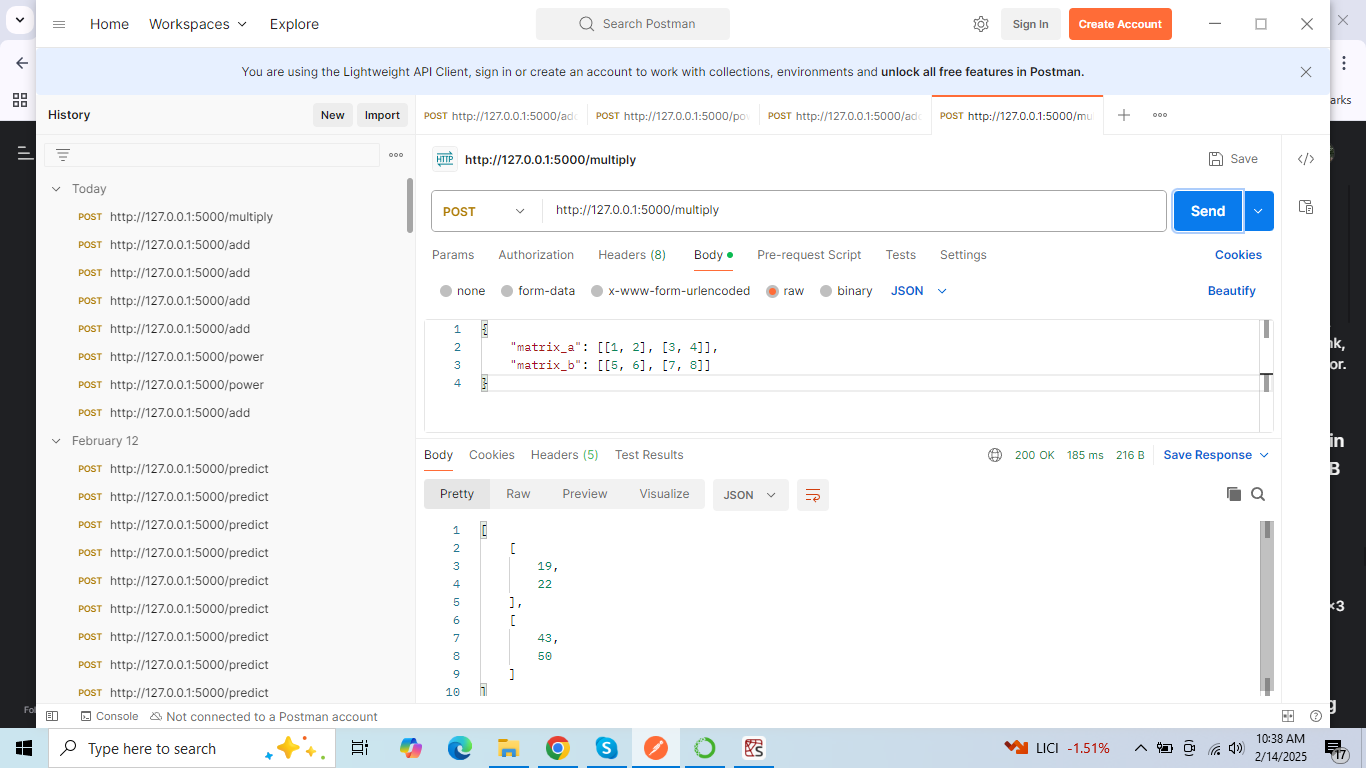 Home Workspaces Explore Search Postman Sign In Create Account
You are using the Lightweight API Client, sign in or create an account to work with collections, environments and unlock all free features in Postman.
arks
History New Import
POST http://127.0.0.1:5000/ad POST http://127.0.0.1:5000/po POST http://127.0.0.1:5000/ad POST http://127.0.0.1:5000/mu
HTTP http://127.0.0.1:5000/multiply Save
Today
POST http://127.0.0.1:5000/multiply
POST http://127.0.0.1:5000/add
POST http://127.0.0.1:5000/add
POST http://127.0.0.1:5000/add
POST http://127.0.0.1:5000/add
POST http://127.0.0.1:5000/power
POST http://127.0.0.1:5000/power
POST http://127.0.0.1:5000/add
February 12
POST http://127.0.0.1:5000/predict
POST http://127.0.0.1:5000/predict
POST http://127.0.0.1:5000/predict
POST http://127.0.0.1:5000/predict
POST http://127.0.0.1:5000/predict
POST http://127.0.0.1:5000/predict
POST http://127.0.0.1:5000/predict
POST http://127.0.0.1:5000/predict
POST http://127.0.0.1:5000/predict
POST http://127.0.0.1:5000/multiply Send
Params Authorization Headers (8) Body Pre-request Script Tests Settings Cookies
none form-data x-www-form-urlencoded raw binary JSON Beautify
1 {
2 "matrix_a": [[1, 2], [3, 4]],
3 "matrix_b": [[5, 6], [7, 8]]
4 }
Body Cookies Headers (5) Test Results 200 OK 185 ms 216 B Save Response
Pretty Raw Preview Visualize JSON
1 [
2 [
3 19,
4 22
5 ],
6 [
7 43,
8 50
9 ]
10 ]
nk,
or.
in
B
×3
g
Fol
Console Not connected to a Postman account
Type here to search LICI -1.51% 10:38 AM
2/14/2025
17